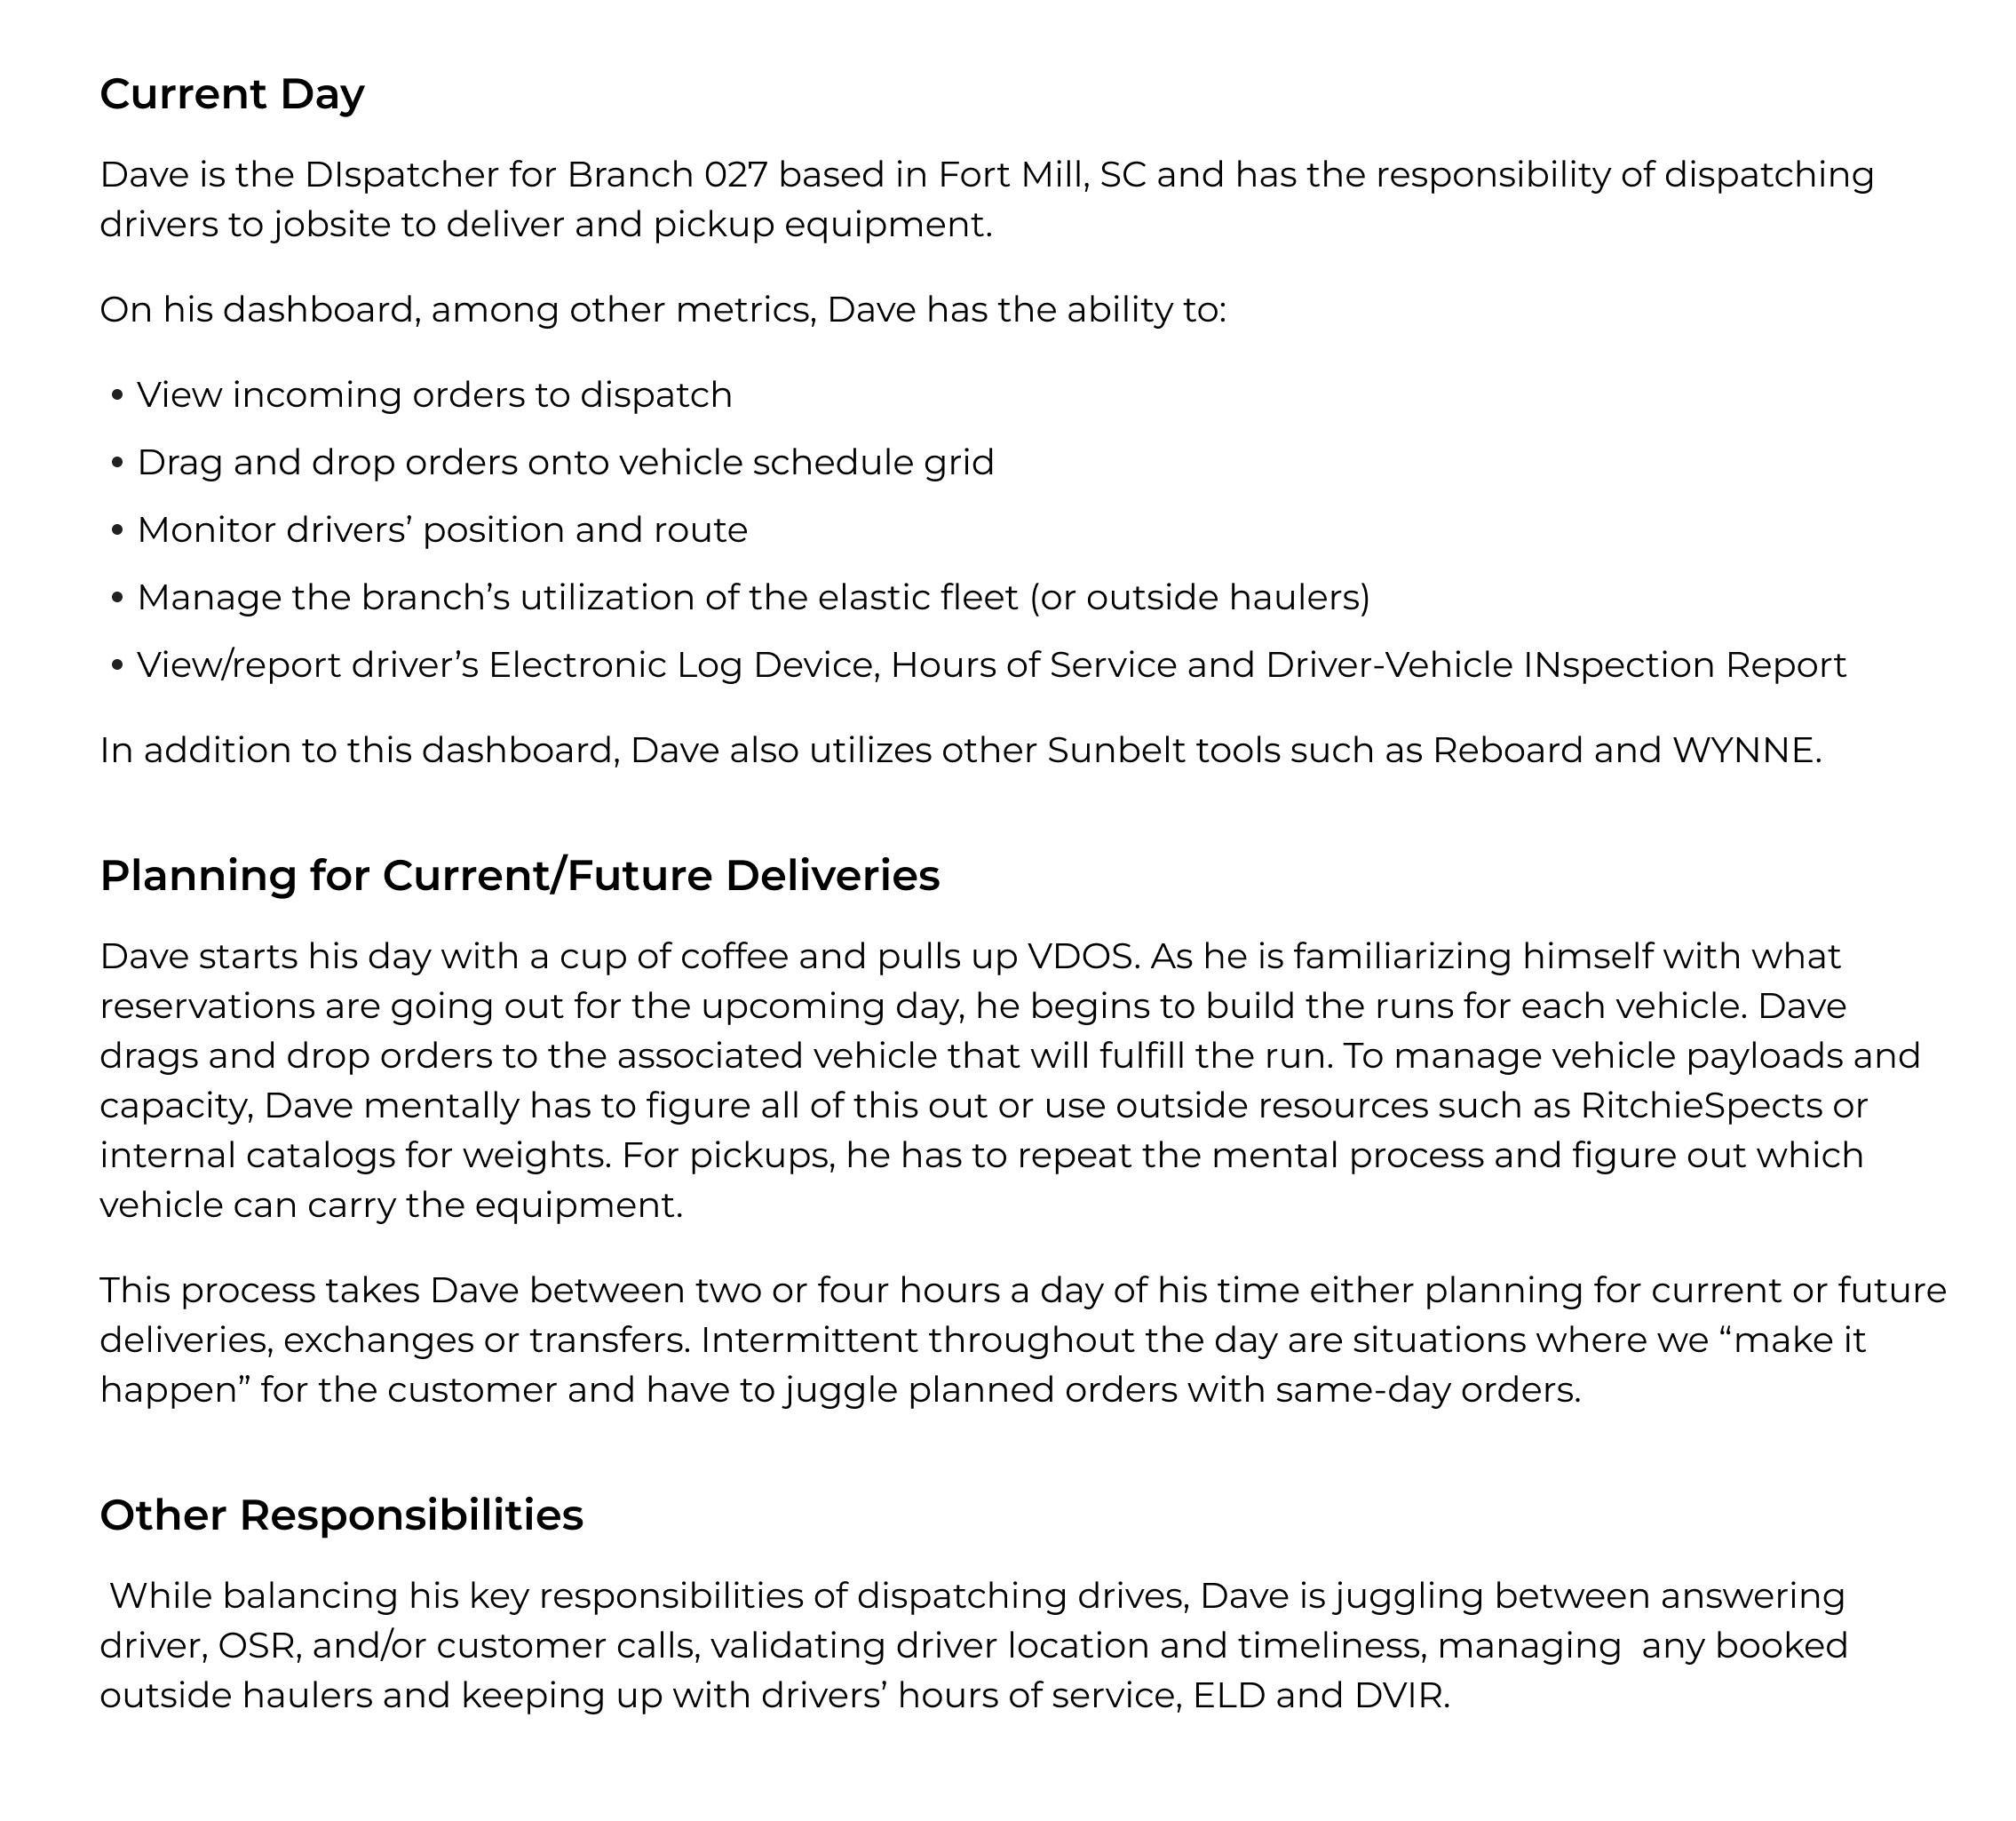 Current Day
Dave is the DIspatcher for Branch 027 based in Fort Mill, SC and has the responsibility of dispatching
drivers to jobsite to deliver and pickup equipment.
On his dashboard, among other metrics, Dave has the ability to:
• View incoming orders to dispatch
• Drag and drop orders onto vehicle schedule grid
• Monitor drivers’ position and route
• Manage the branch’s utilization of the elastic fleet (or outside haulers)
• View/report driver’s Electronic Log Device, Hours of Service and Driver-Vehicle INspection Report
In addition to this dashboard, Dave also utilizes other Sunbelt tools such as Reboard and WYNNE.
Planning for Current/Future Deliveries
Dave starts his day with a cup of coffee and pulls up VDOS. As he is familiarizing himself with what
reservations are going out for the upcoming day, he begins to build the runs for each vehicle. Dave
drags and drop orders to the associated vehicle that will fulfill the run. To manage vehicle payloads and
capacity, Dave mentally has to figure all of this out or use outside resources such as RitchieSpects or
internal catalogs for weights. For pickups, he has to repeat the mental process and figure out which
vehicle can carry the equipment.
This process takes Dave between two or four hours a day of his time either planning for current or future
deliveries, exchanges or transfers. Intermittent throughout the day are situations where we “make it
happen” for the customer and have to juggle planned orders with same-day orders.
Other Responsibilities
While balancing his key responsibilities of dispatching drives, Dave is juggling between answering
driver, OSR, and/or customer calls, validating driver location and timeliness, managing  any booked
outside haulers and keeping up with drivers’ hours of service, ELD and DVIR.